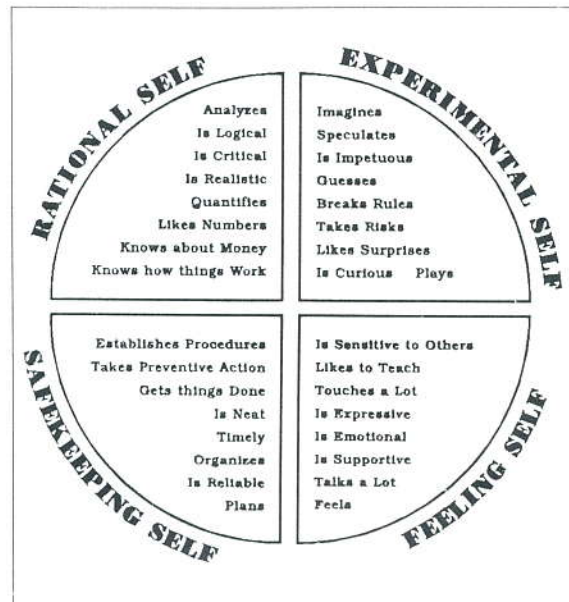 RATIONAL SELF
Analyzes
Is Logical
Is Critical
Is Realistic
Quantifies
Likes Numbers
Knows about Money
Knows how things Work
EXPERIMENTAL SELF
Imagines
Speculates
Is Impetuous
Guesses
Breaks Rules
Takes Risks
Likes Surprises
Is Curious Plays
SAFEKEEPING SELF
Establishes Procedures
Takes Preventive Action
Gets things Done
Is Neat
Timely
Organizes
Is Reliable
Plans
FEELING SELF
Is Sensitive to Others
Likes to Teach
Touches a Lot
Is Expressive
Is Emotional
Is Supportive
Talks a Lot
Feels